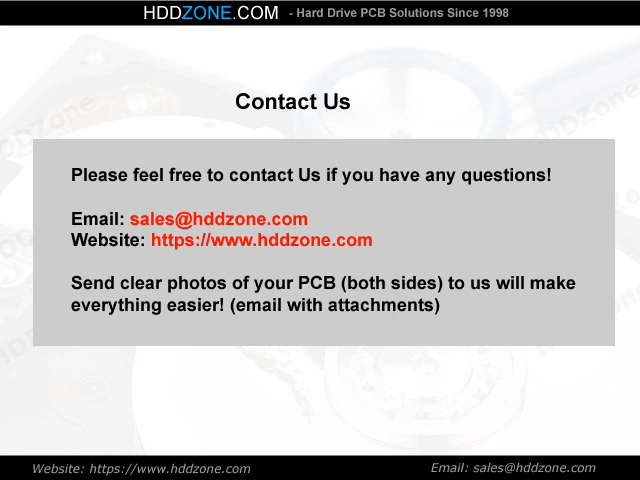 HDDZONE.COM - Hard Drive PCB Solutions Since 1998
Contact Us
HDDZone
HDDZone
Please feel free to contact Us if you have any questions!
Email: sales@hddzone.com
Website: https://www.hddzone.com
Send clear photos of your PCB (both sides) to us will make
everything easier! (email with attachments)
Website: https://www.hddzone.com
Email: sales@hddzone.com